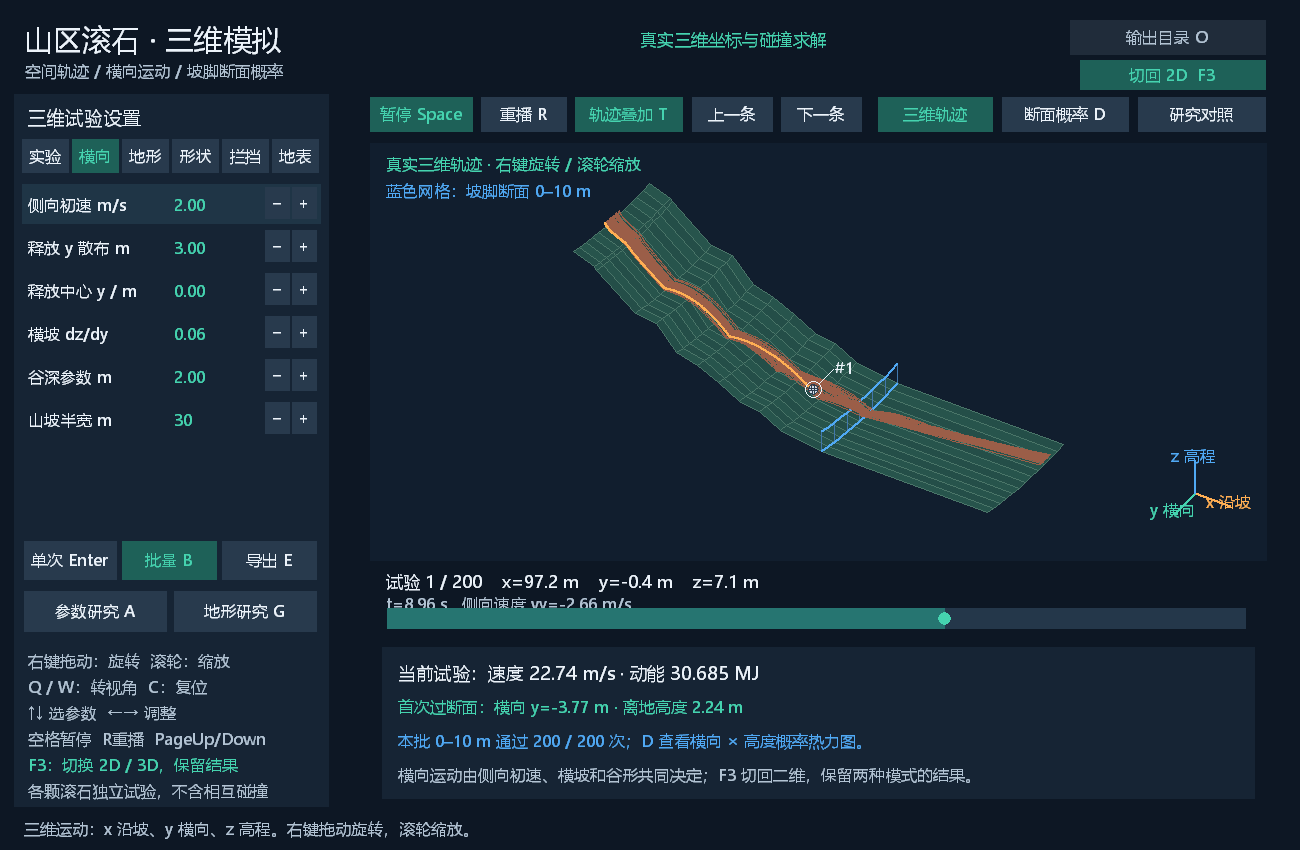 山区滚石 · 三维模拟
空间轨迹 / 横向运动 / 坡脚断面概率
真实三维坐标与碰撞求解
输出目录 O
切回 2D F3
三维试验设置
实验 横向 地形 形状 拦挡 地表
侧向初速 m/s 2.00 − +
释放 y 散布 m 3.00 − +
释放中心 y / m 0.00 − +
横坡 dz/dy 0.06 − +
谷深参数 m 2.00 − +
山坡半宽 m 30 − +
单次 Enter 批量 B 导出 E
参数研究 A 地形研究 G
右键拖动：旋转 滚轮：缩放
Q / W：转视角 C：复位
↑↓ 选参数 ←→ 调整
空格暂停 R重播 PageUp/Down
F3：切换 2D / 3D，保留结果
各颗滚石独立试验，不含相互碰撞
暂停 Space 重播 R 轨迹叠加 T 上一条 下一条 三维轨迹 断面概率 D 研究对照
真实三维轨迹 · 右键旋转 / 滚轮缩放
蓝色网格：坡脚断面 0–10 m
#1
z 高程
y 横向
x 沿坡
试验 1 / 200 x=97.2 m y=-0.4 m z=7.1 m
t=8.96 s 侧向速度 vy=-2.66 m/s
当前试验：速度 22.74 m/s · 动能 30.685 MJ
首次过断面：横向 y=-3.77 m · 离地高度 2.24 m
本批 0–10 m 通过 200 / 200 次；D 查看横向 × 高度概率热力图。
横向运动由侧向初速、横坡和谷形共同决定；F3 切回二维，保留两种模式的结果。
三维运动：x 沿坡、y 横向、z 高程。右键拖动旋转，滚轮缩放。